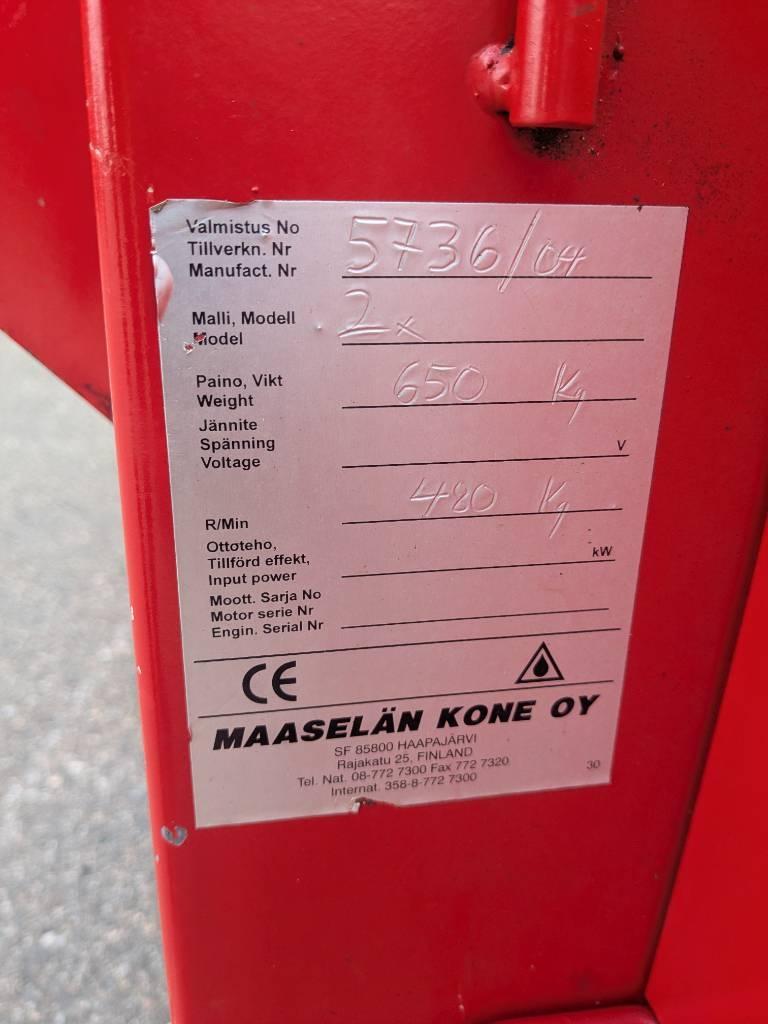 Valmistus No
Tillverkn. Nr
Manufact. Nr 5736/04
Malli, Modell
Model 2x
Paino, Vikt
Weight 650 Kg
Jännite
Spänning
Voltage V
R/Min 480 Kg
Ottoteho,
Tillförd effekt, kW
Input power
Moott. Sarja No
Motor serie Nr
Engin. Serial Nr
CE
MAASELÄN KONE OY
SF 85800 HAAPAJÄRVI
Rajakatu 25, FINLAND
Tel. Nat. 08-772 7300 Fax 772 7320 30
Internat. 358-8-772 7300